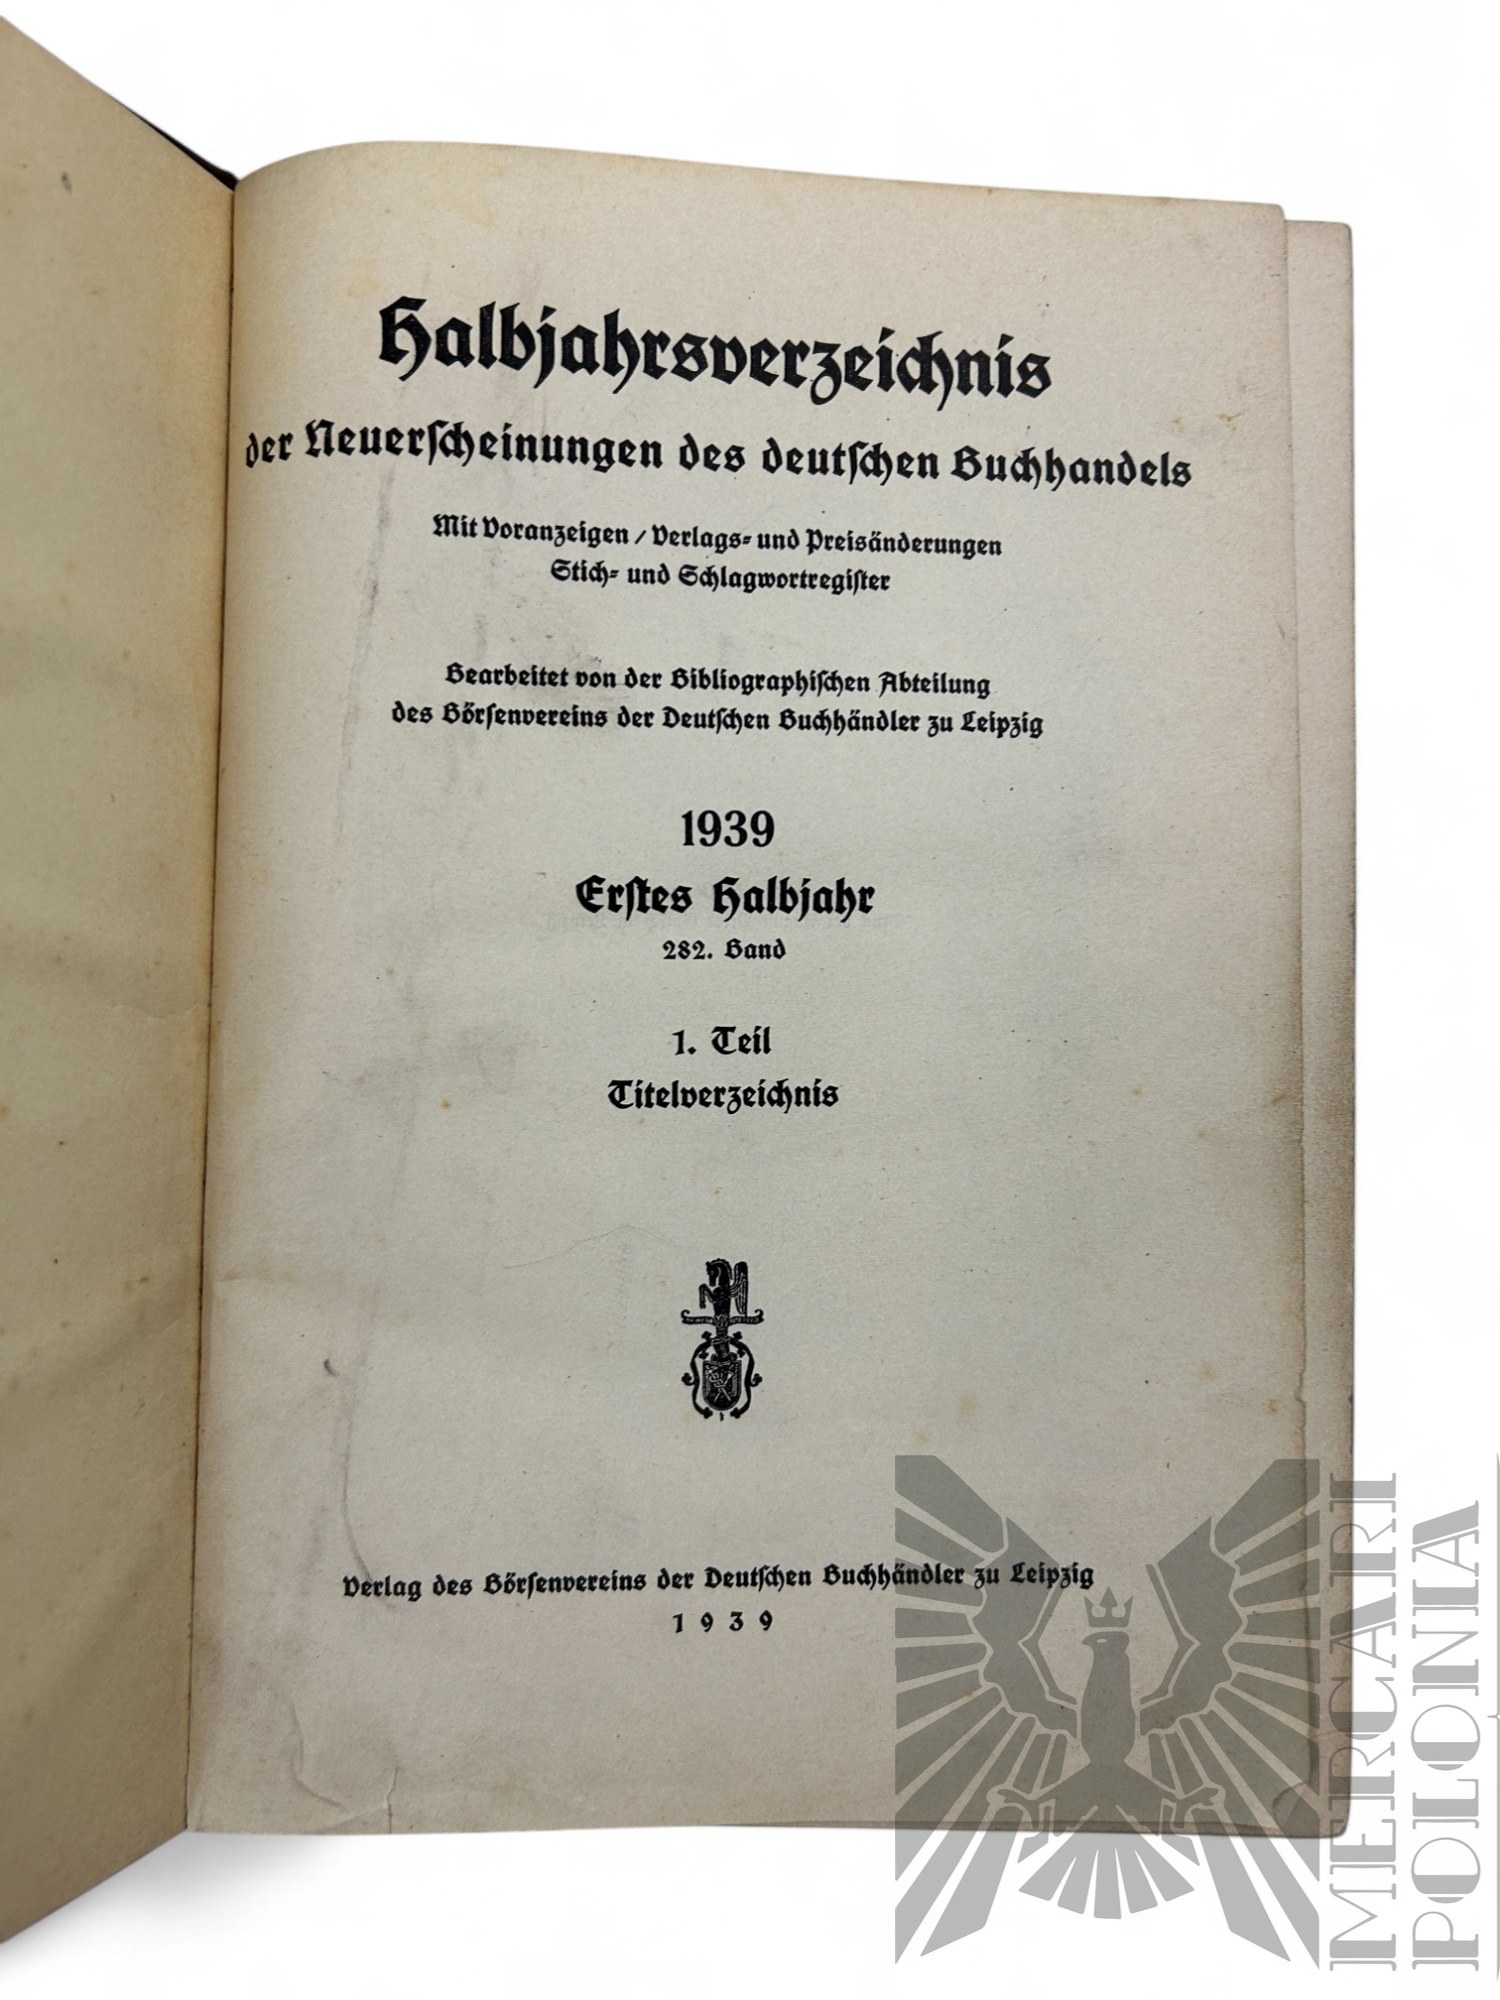 Halbjahrsverzeichnis
der Neuerscheinungen des deutschen Buchhandels
Mit Voranzeigen / Verlags- und Preisänderungen
Stich- und Schlagwortregister
Bearbeitet von der Bibliographischen Abteilung
des Börsenvereins der Deutschen Buchhändler zu Leipzig
1939
Erstes Halbjahr
282. Band
1. Teil
Titelverzeichnis
Verlag des Börsenvereins der Deutschen Buchhändler zu Leipzig
1939
MERCARI
POLONIA